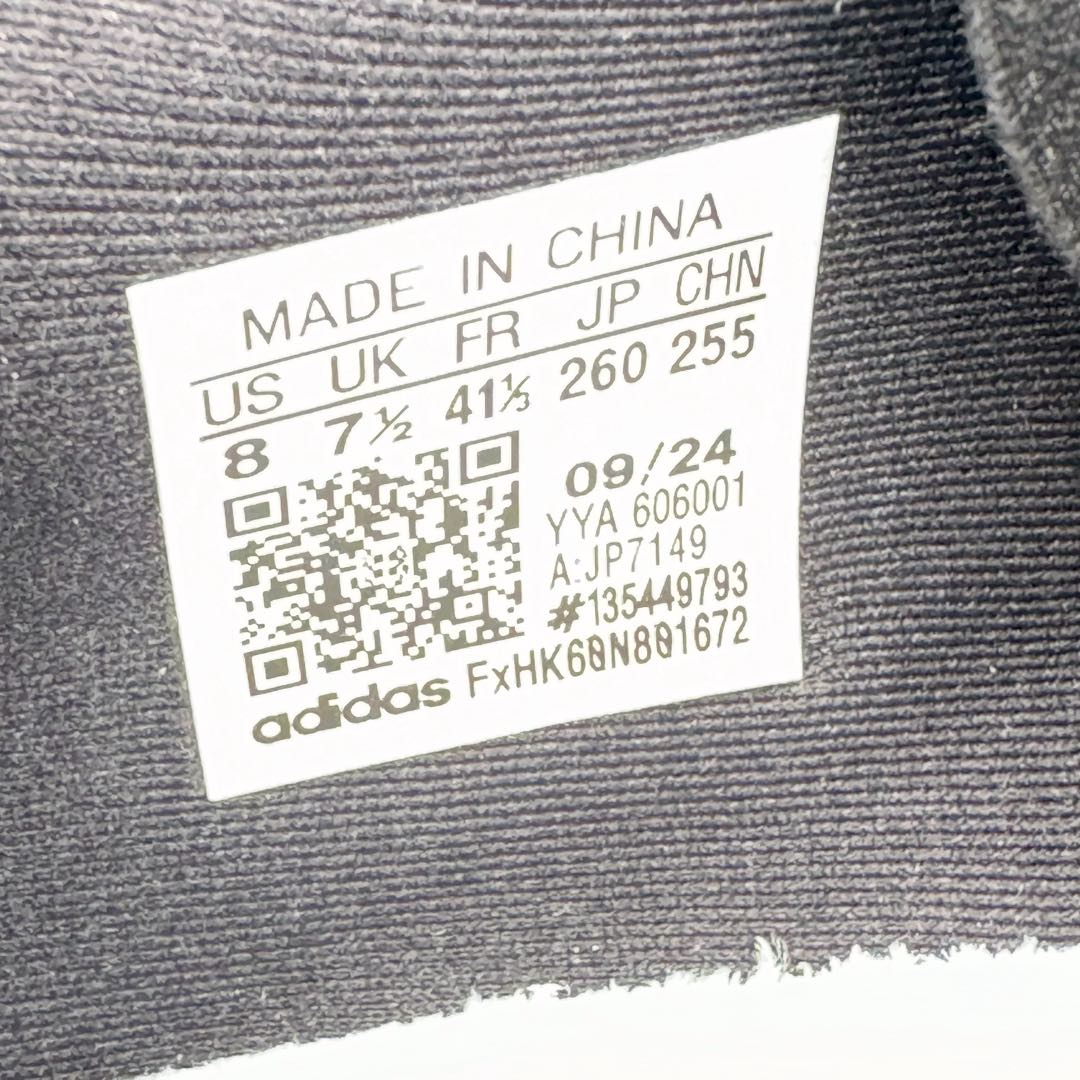 MADE IN CHINA
US UK FR JP CHN
8 7½ 41⅓ 260 255
09/24
YYA 606001
A:JP7149
#135449793
adidas FxHK60N801672